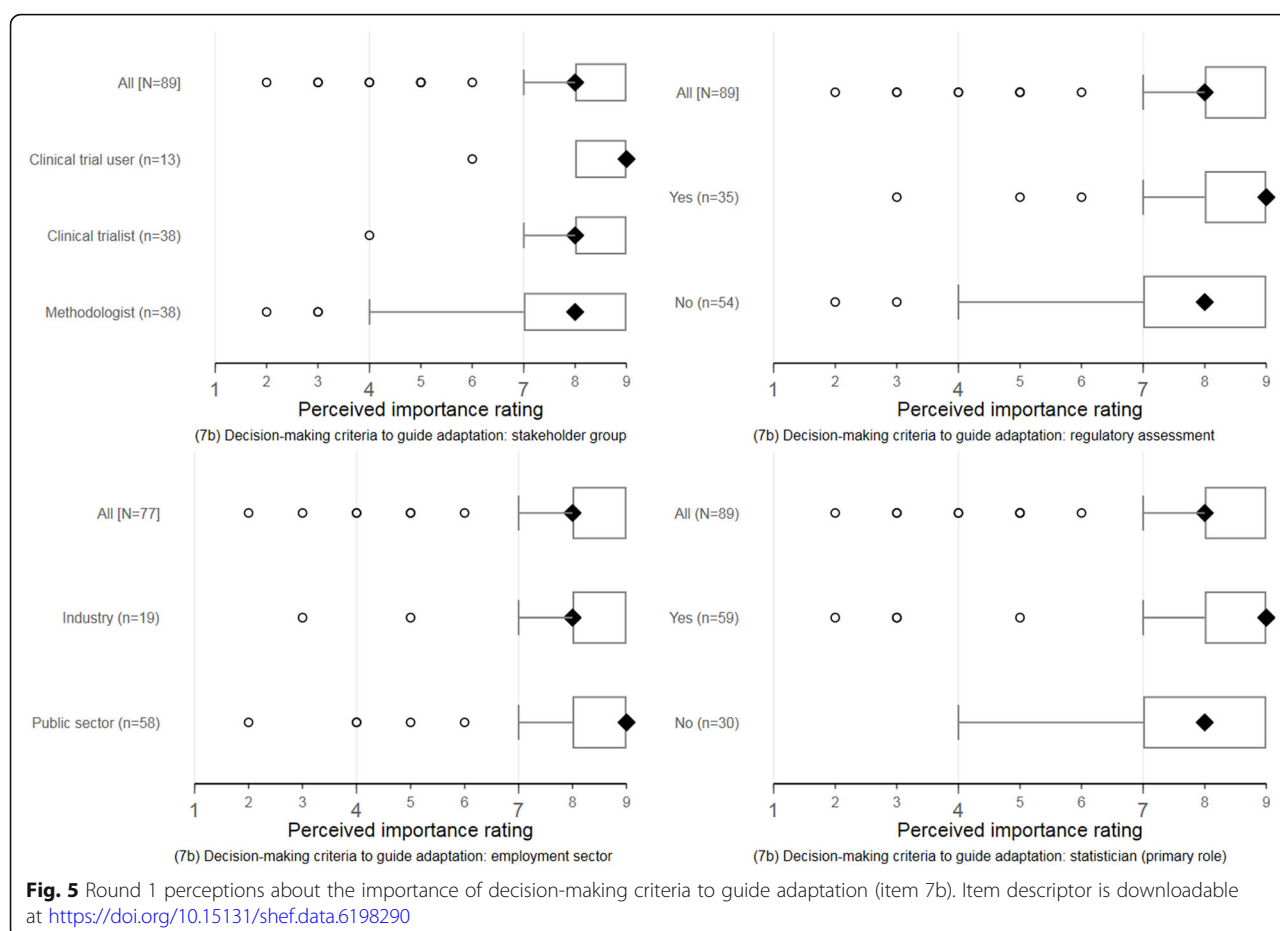 All [N=89]
Clinical trial user (n=13)
Clinical trialist (n=38)
Methodologist (n=38)
1 2 3 4 5 6 7 8 9
Perceived importance rating
(7b) Decision-making criteria to guide adaptation: stakeholder group
All [N=89]
Yes (n=35)
No (n=54)
1 2 3 4 5 6 7 8 9
Perceived importance rating
(7b) Decision-making criteria to guide adaptation: regulatory assessment
All [N=77]
Industry (n=19)
Public sector (n=58)
1 2 3 4 5 6 7 8 9
Perceived importance rating
(7b) Decision-making criteria to guide adaptation: employment sector
All (N=89)
Yes (n=59)
No (n=30)
1 2 3 4 5 6 7 8 9
Perceived importance rating
(7b) Decision-making criteria to guide adaptation: statistician (primary role)
Fig. 5 Round 1 perceptions about the importance of decision-making criteria to guide adaptation (item 7b). Item descriptor is downloadable
at https://doi.org/10.15131/shef.data.6198290